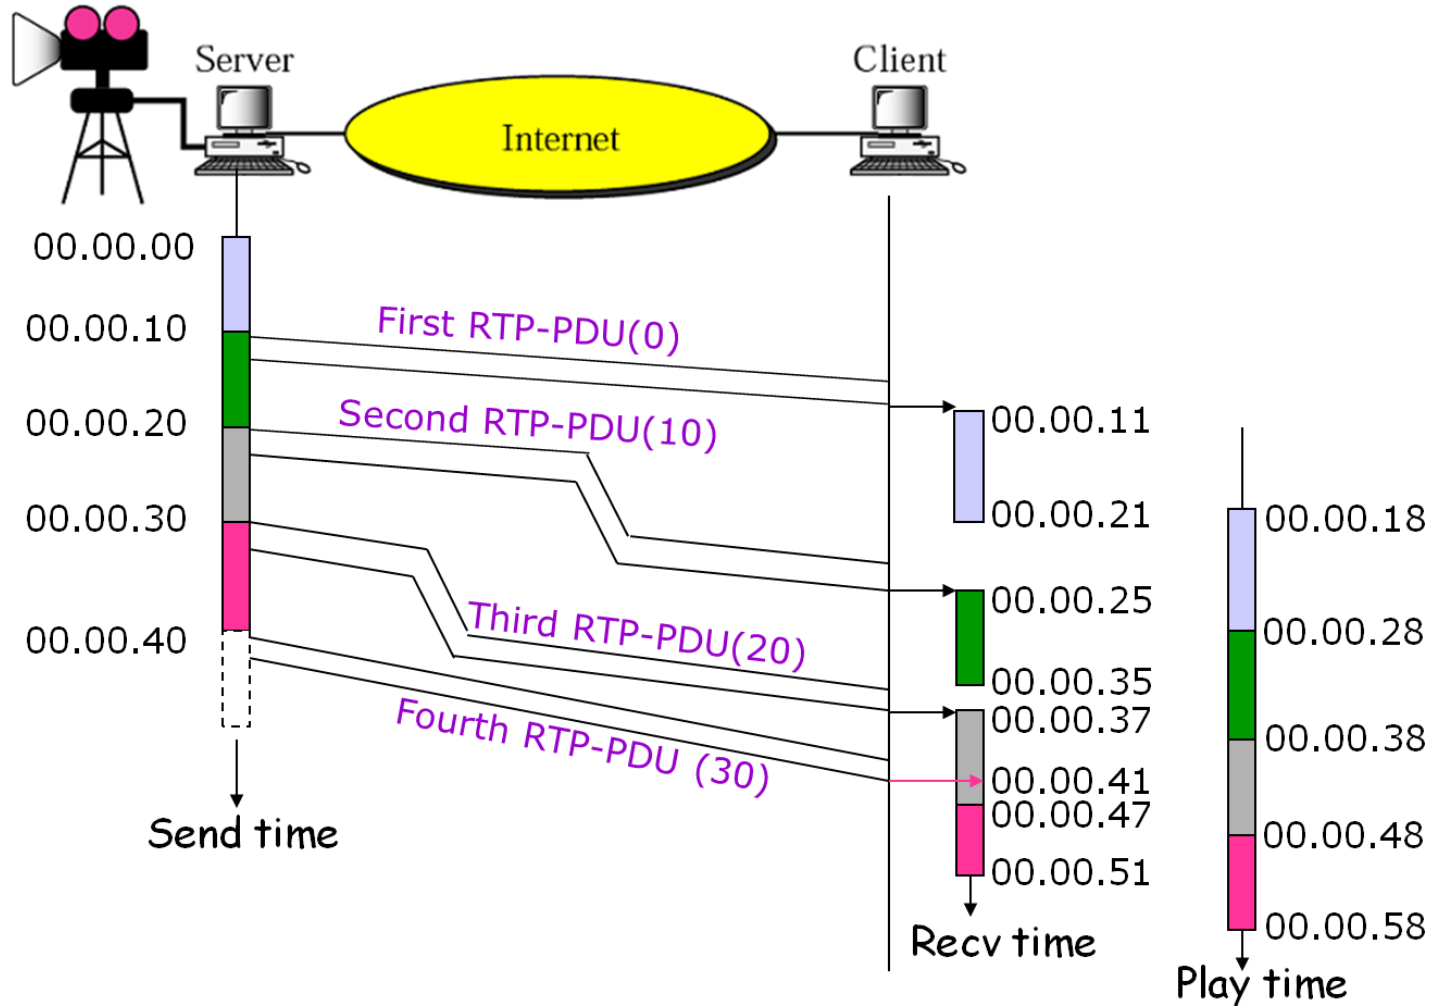 Server
Client
Internet
00.00.00
00.00.10
00.00.20
00.00.30
00.00.40
Send time
First RTP-PDU(0)
Second RTP-PDU(10)
Third RTP-PDU(20)
Fourth RTP-PDU (30)
00.00.11
00.00.21
00.00.25
00.00.35
00.00.37
00.00.41
00.00.47
00.00.51
Recv time
00.00.18
00.00.28
00.00.38
00.00.48
00.00.58
Play time